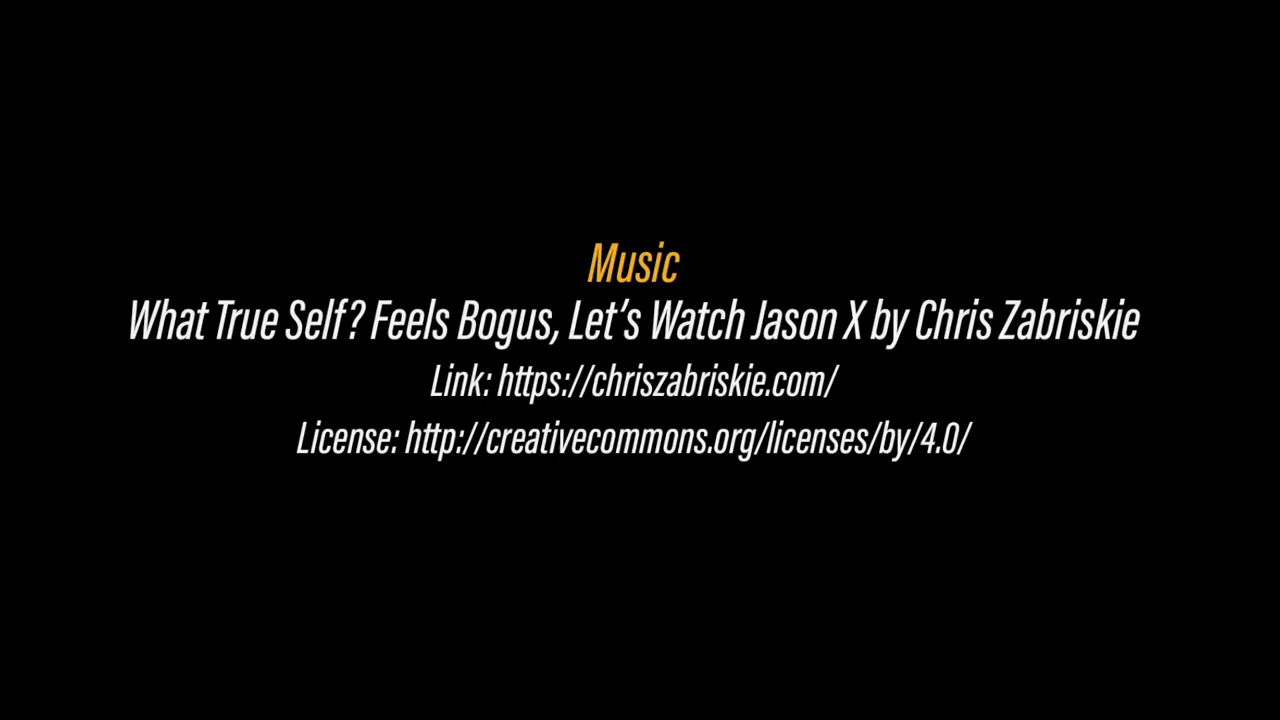 Music
What True Self? Feels Bogus, Let's Watch Jason X by Chris Zabriskie
Link: https://chriszabriskie.com/
License: http://creativecommons.org/licenses/by/4.0/